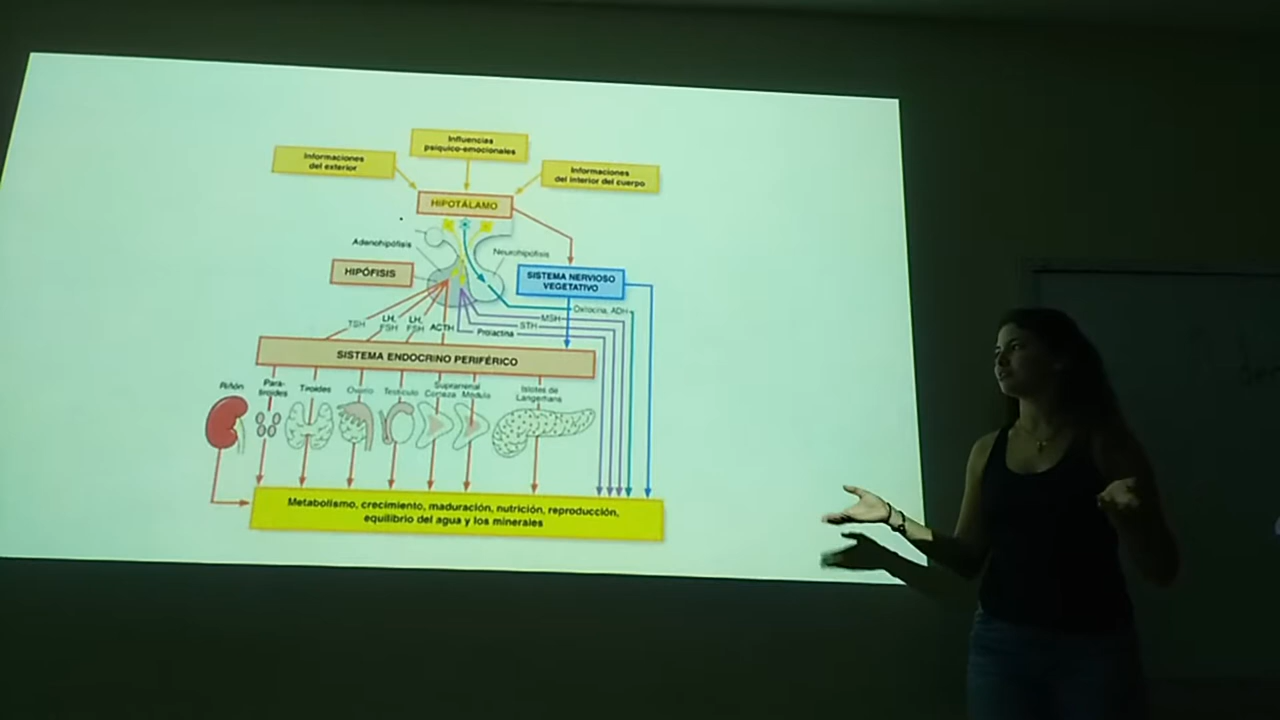 Influencias
psíquico-emocionales
Informaciones
del exterior
Informaciones
del interior del cuerpo
HIPOTÁLAMO
Adenohipófisis
Neurohipófisis
HIPÓFISIS
SISTEMA NERVIOSO
VEGETATIVO
Oxitocina, ADH
MSH
STH
Prolactina
TSH
LH,
FSH
LH,
FSH
ACTH
SISTEMA ENDOCRINO PERIFÉRICO
Riñón
Para-
tiroides
Tiroides
Ovario
Testículo
Suprarrenal
Corteza Médula
Islotes de
Langerhans
Metabolismo, crecimiento, maduración, nutrición, reproducción,
equilibrio del agua y los minerales